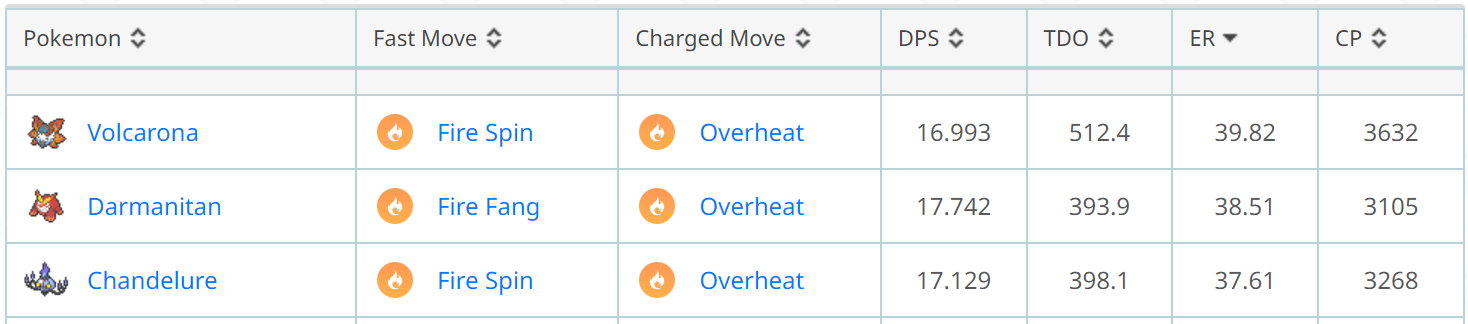 Pokemon Fast Move Charged Move DPS TDO ER CP
Volcarona Fire Spin Overheat 16.993 512.4 39.82 3632
Darmanitan Fire Fang Overheat 17.742 393.9 38.51 3105
Chandelure Fire Spin Overheat 17.129 398.1 37.61 3268